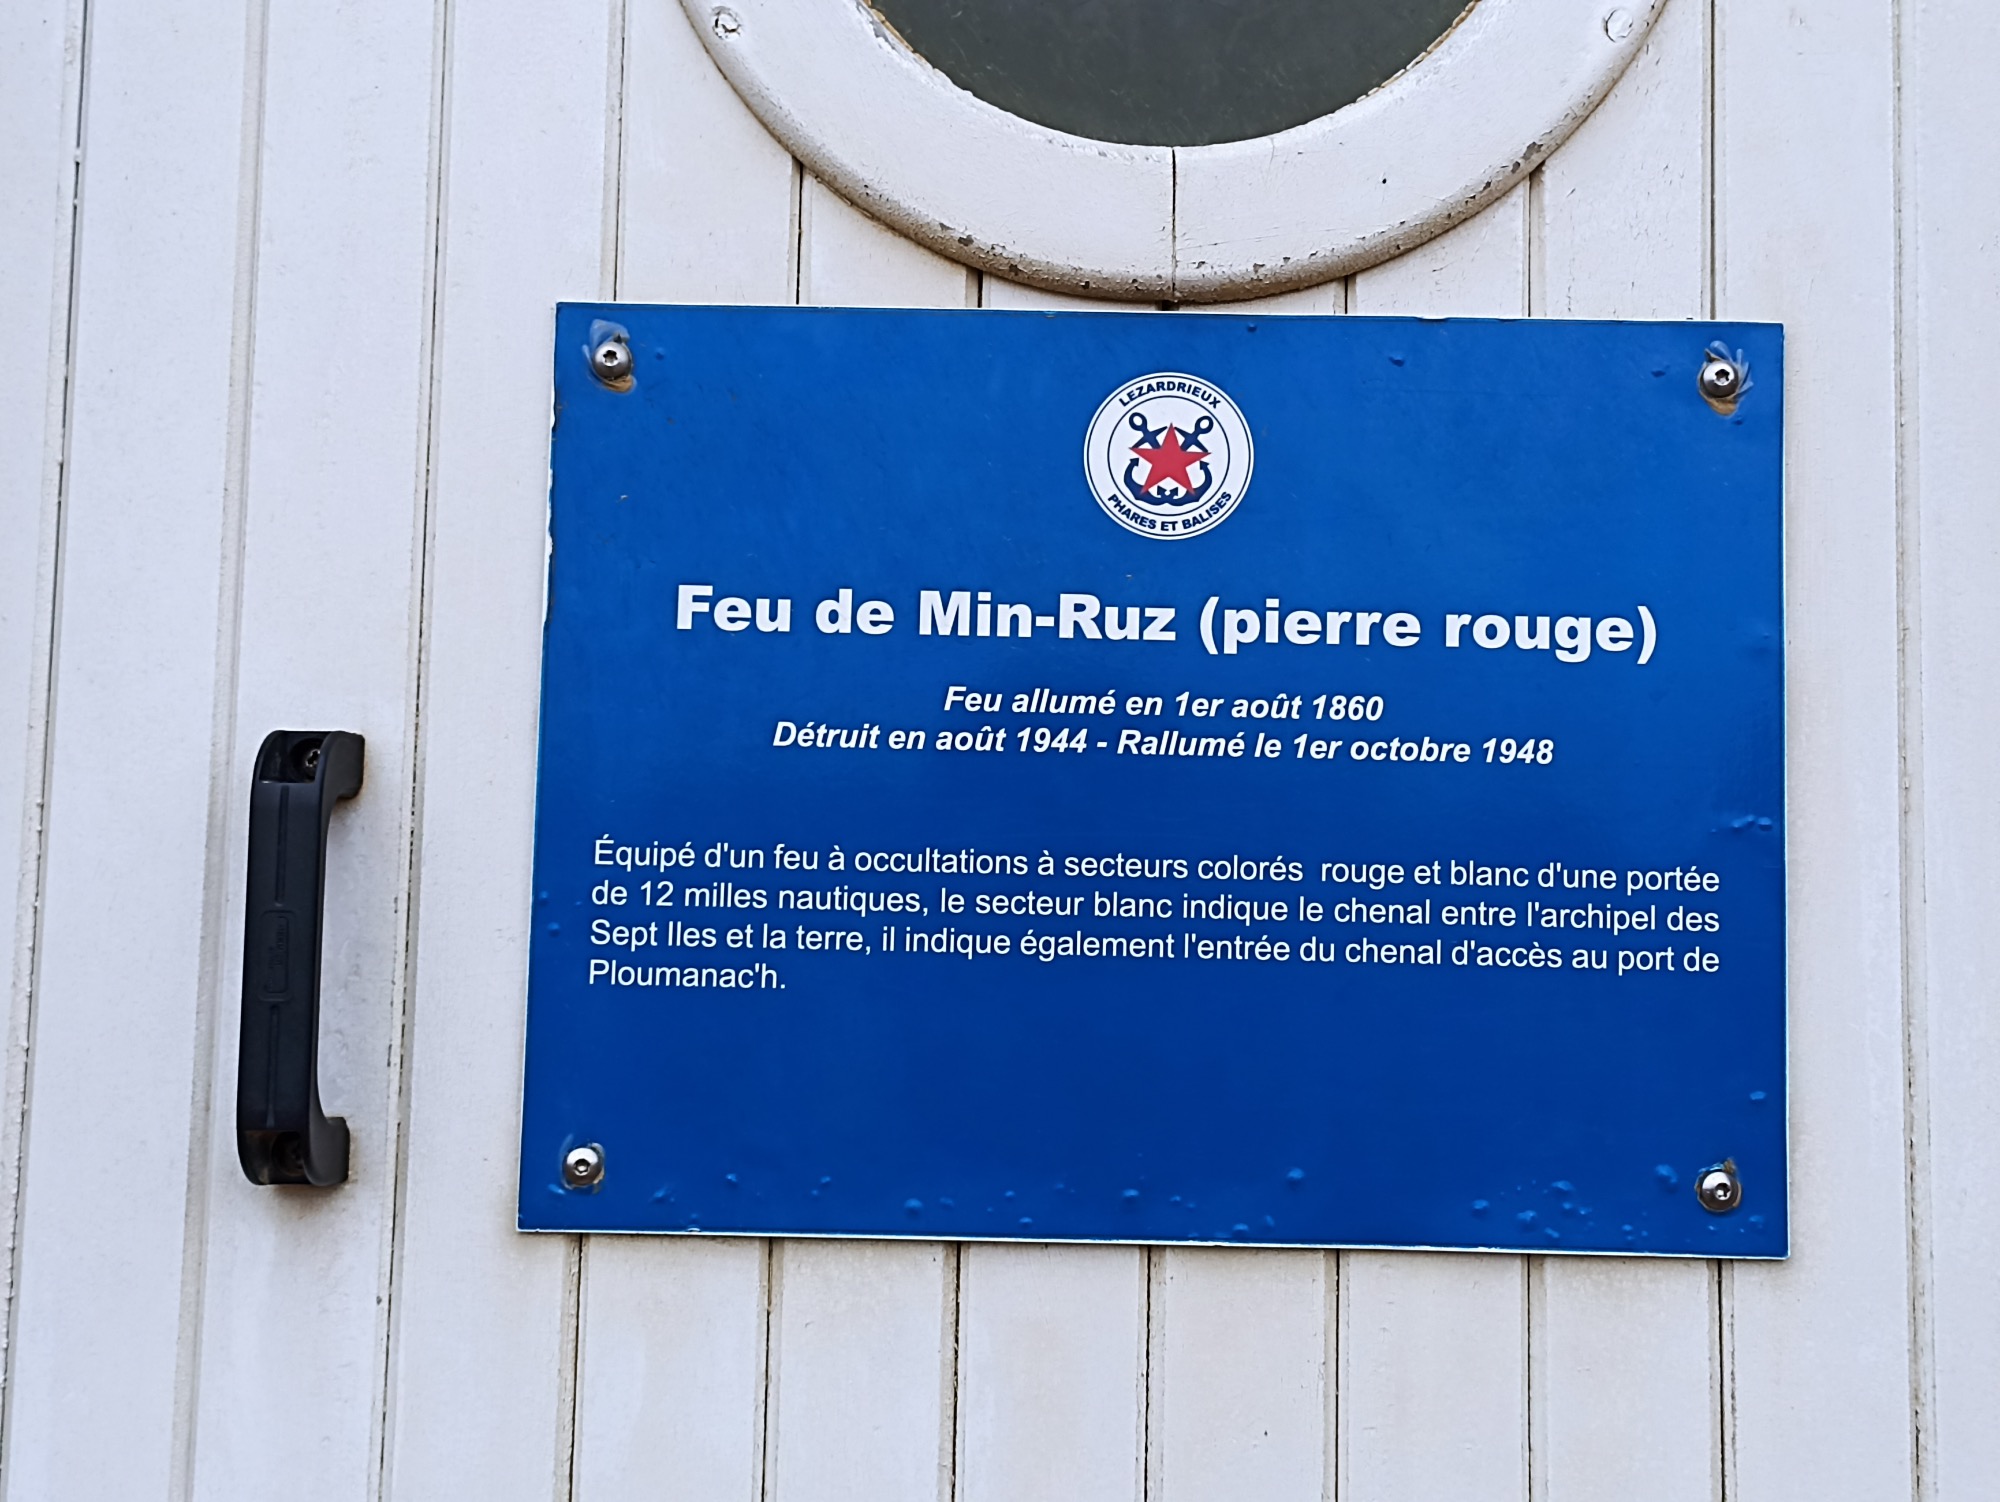 LEZARDRIEUX
PHARES ET BALISES
Feu de Min-Ruz (pierre rouge)
Feu allumé en 1er août 1860
Détruit en août 1944 - Rallumé le 1er octobre 1948
Équipé d'un feu à occultations à secteurs colorés  rouge et blanc d'une portée
de 12 milles nautiques, le secteur blanc indique le chenal entre l'archipel des
Sept Iles et la terre, il indique également l'entrée du chenal d'accès au port de
Ploumanac'h.